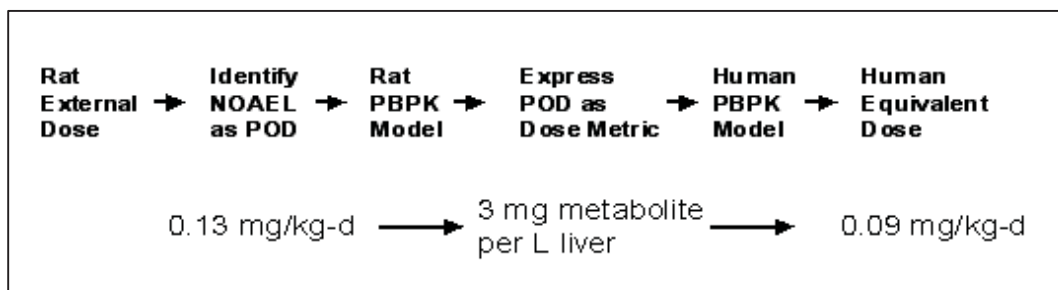 Rat
External
Dose
Identify
NOAEL
as POD
Rat
PBPK
Model
Express
POD as
Dose Metric
Human
PBPK
Model
Human
Equivalent
Dose
0.13 mg/kg-d
3 mg metabolite
per L liver
0.09 mg/kg-d